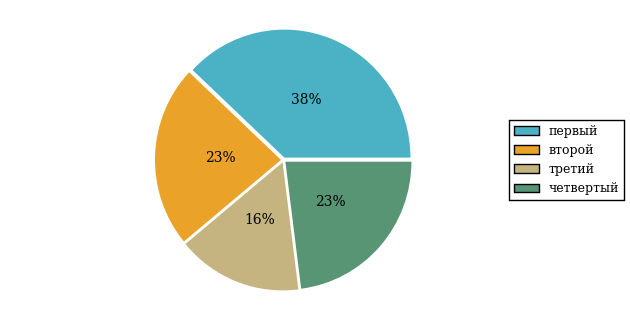 38%
23%
23%
16%
первый
второй
третий
четвертый